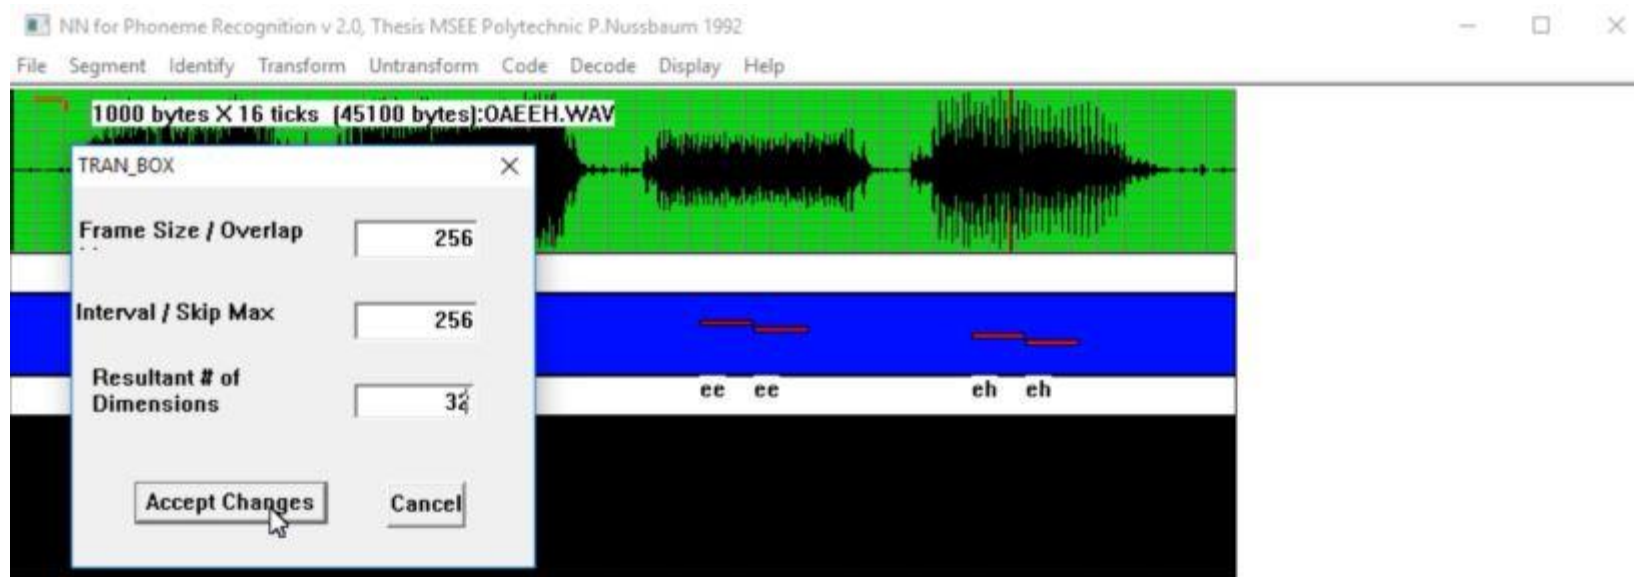 NN for Phoneme Recognition v 2.0, Thesis MSEE Polytechnic P.Nussbaum 1992
File Segment Identify Transform Untransform Code Decode Display Help
1000 bytes X 16 ticks (45100 bytes):OAEEH.WAV
TRAN_BOX
Frame Size / Overlap
256
Interval / Skip Max
256
Resultant # of
Dimensions
32
Accept Changes Cancel
ee ee eh eh